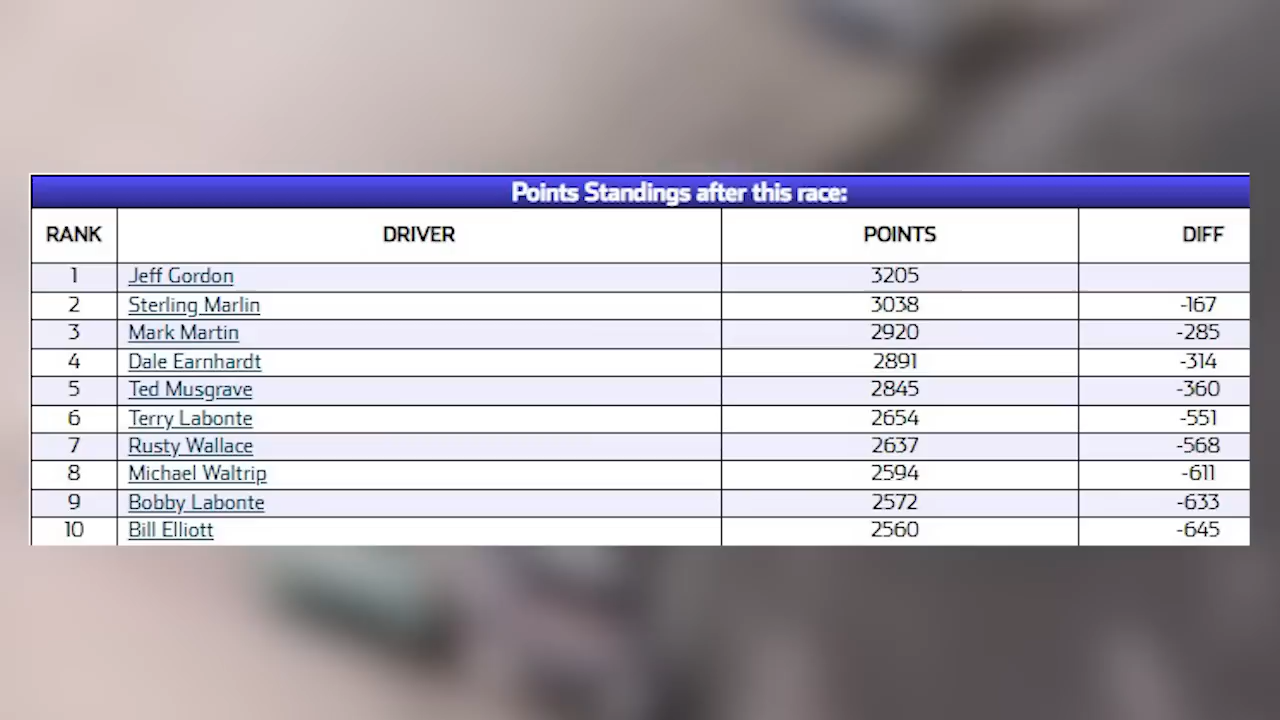 Points Standings after this race:
RANK DRIVER POINTS DIFF
1 Jeff Gordon 3205
2 Sterling Marlin 3038 -167
3 Mark Martin 2920 -285
4 Dale Earnhardt 2891 -314
5 Ted Musgrave 2845 -360
6 Terry Labonte 2654 -551
7 Rusty Wallace 2637 -568
8 Michael Waltrip 2594 -611
9 Bobby Labonte 2572 -633
10 Bill Elliott 2560 -645